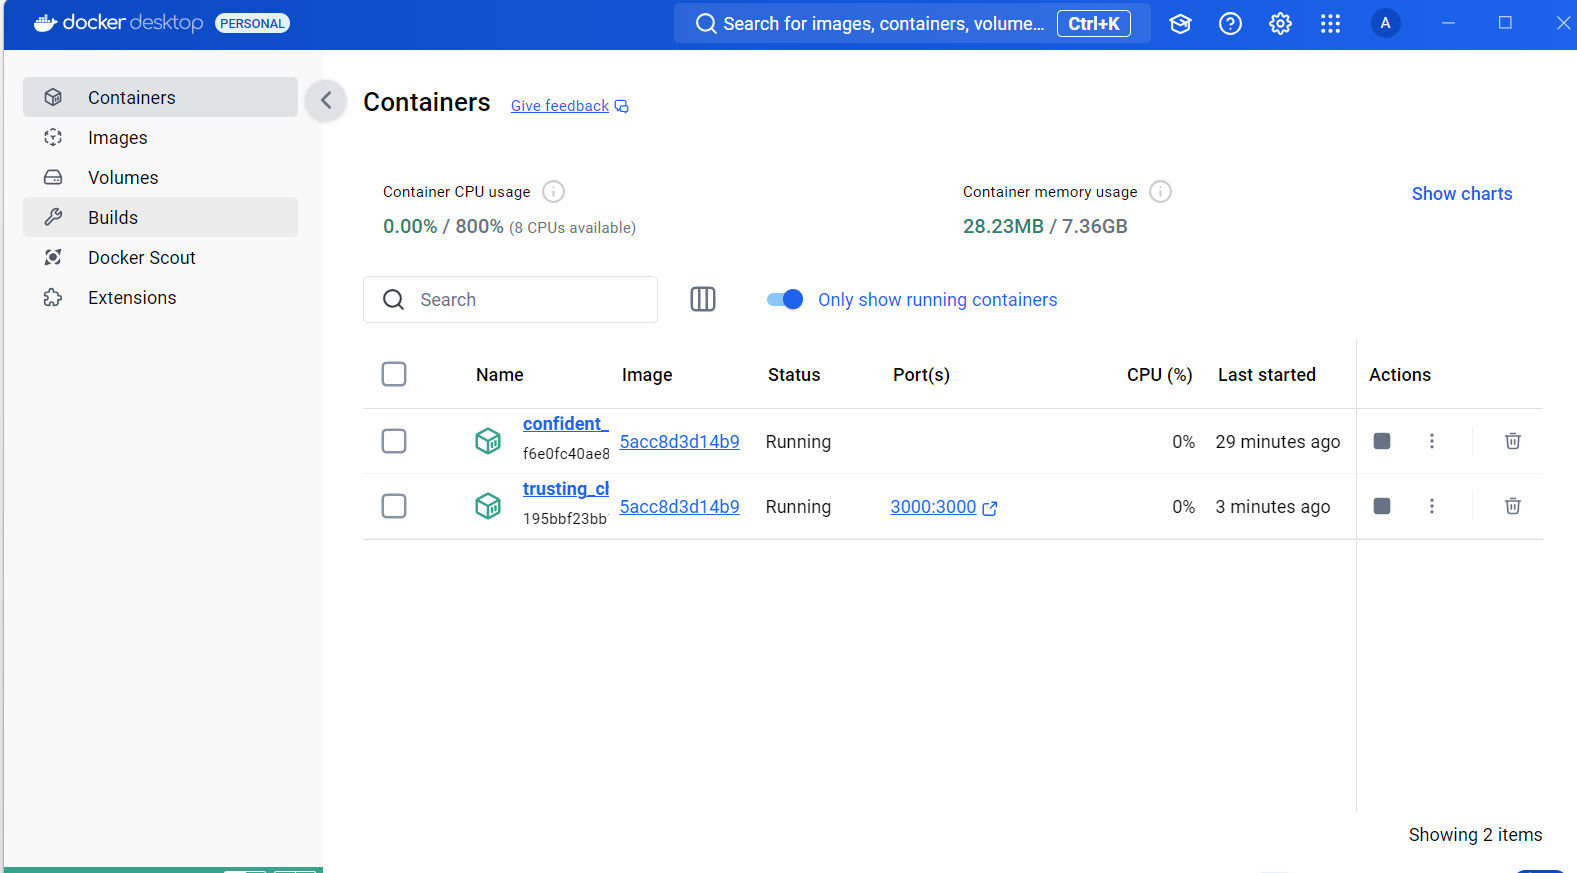 docker desktop PERSONAL
Search for images, containers, volume... Ctrl+K
A
Containers
Images
Volumes
Builds
Docker Scout
Extensions
Containers Give feedback
Container CPU usage
0.00% / 800% (8 CPUs available)
Container memory usage
28.23MB / 7.36GB
Show charts
Search
Only show running containers
Name Image Status Port(s) CPU (%) Last started Actions
confident_
f6e0fc40ae8
5acc8d3d14b9 Running 0% 29 minutes ago
trusting_cl
195bbf23bb
5acc8d3d14b9 Running 3000:3000 0% 3 minutes ago
Showing 2 items